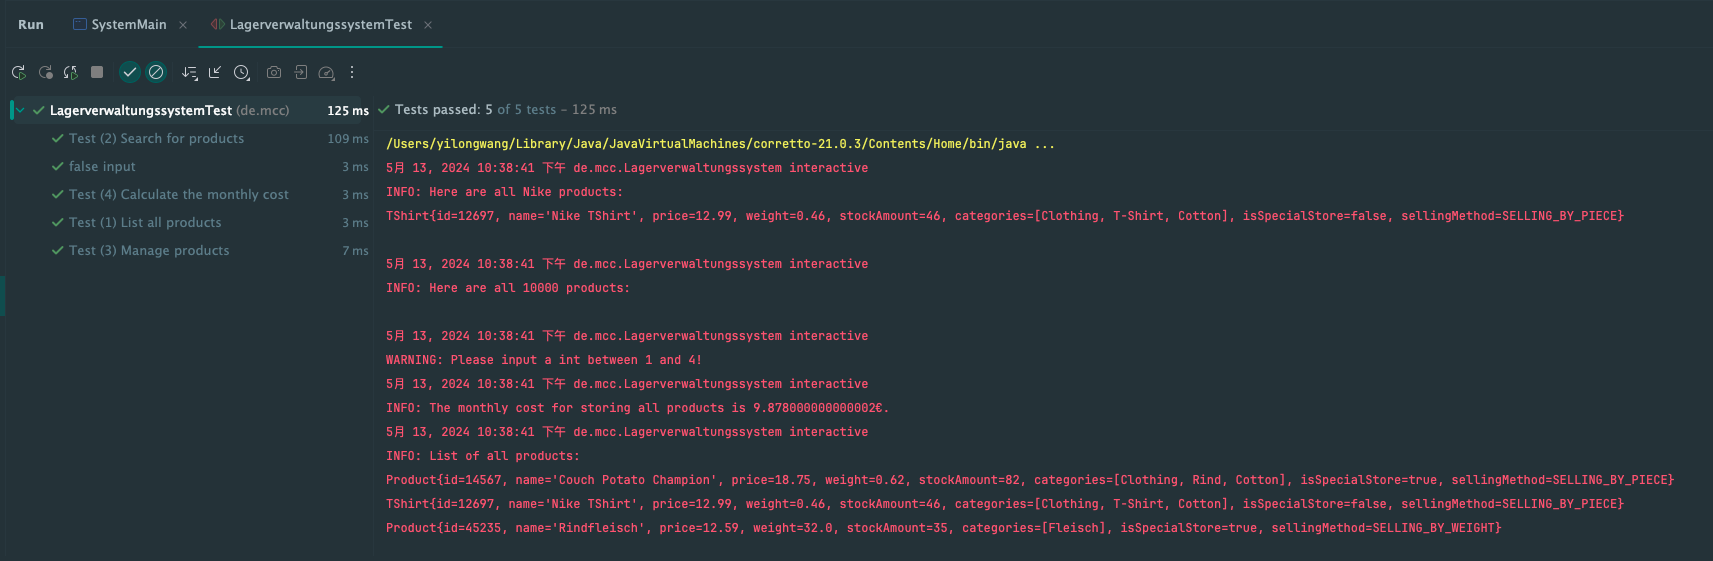 Run SystemMain × LagerverwaltungssystemTest ×
LagerverwaltungssystemTest (de.mcc) 125 ms
Test (2) Search for products 109 ms
false input 3 ms
Test (4) Calculate the monthly cost 3 ms
Test (1) List all products 3 ms
Test (3) Manage products 7 ms
Tests passed: 5 of 5 tests – 125 ms
/Users/yilongwang/Library/Java/JavaVirtualMachines/corretto-21.0.3/Contents/Home/bin/java ...
5月 13, 2024 10:38:41 下午 de.mcc.Lagerverwaltungssystem interactive
INFO: Here are all Nike products:
TShirt{id=12697, name='Nike TShirt', price=12.99, weight=0.46, stockAmount=46, categories=[Clothing, T-Shirt, Cotton], isSpecialStore=false, sellingMethod=SELLING_BY_PIECE}
5月 13, 2024 10:38:41 下午 de.mcc.Lagerverwaltungssystem interactive
INFO: Here are all 10000 products:
5月 13, 2024 10:38:41 下午 de.mcc.Lagerverwaltungssystem interactive
WARNING: Please input a int between 1 and 4!
5月 13, 2024 10:38:41 下午 de.mcc.Lagerverwaltungssystem interactive
INFO: The monthly cost for storing all products is 9.878000000000002€.
5月 13, 2024 10:38:41 下午 de.mcc.Lagerverwaltungssystem interactive
INFO: List of all products:
Product{id=14567, name='Couch Potato Champion', price=18.75, weight=0.62, stockAmount=82, categories=[Clothing, Rind, Cotton], isSpecialStore=true, sellingMethod=SELLING_BY_PIECE}
TShirt{id=12697, name='Nike TShirt', price=12.99, weight=0.46, stockAmount=46, categories=[Clothing, T-Shirt, Cotton], isSpecialStore=false, sellingMethod=SELLING_BY_PIECE}
Product{id=45235, name='Rindfleisch', price=12.59, weight=32.0, stockAmount=35, categories=[Fleisch], isSpecialStore=true, sellingMethod=SELLING_BY_WEIGHT}